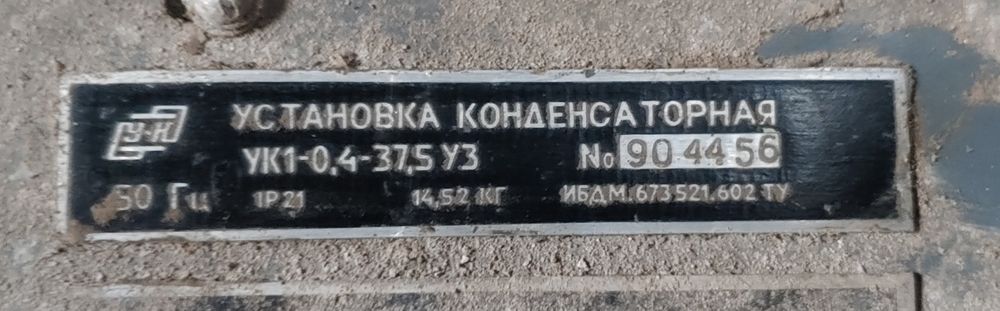 УСТАНОВКА КОНДЕНСАТОРНАЯ
У-К УК1-0,4-37,5 У3 No 90 44 56
50 Гц 1Р21 14,52 КГ ИБДМ.673521.602 ТУ